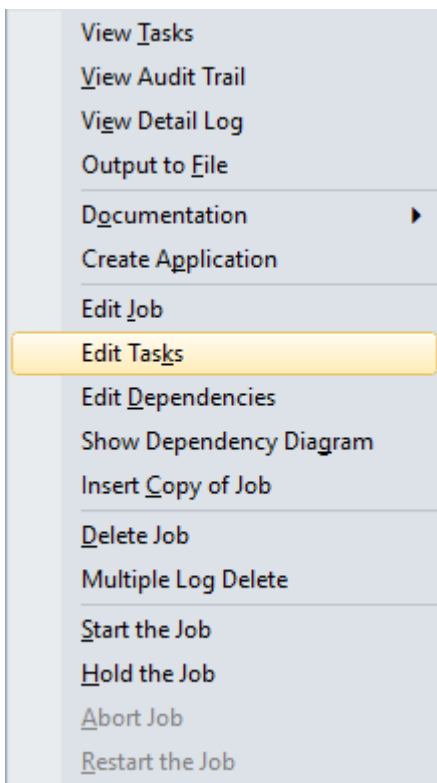 View Tasks
View Audit Trail
View Detail Log
Output to File
Documentation
Create Application
Edit Job
Edit Tasks
Edit Dependencies
Show Dependency Diagram
Insert Copy of Job
Delete Job
Multiple Log Delete
Start the Job
Hold the Job
Abort Job
Restart the Job